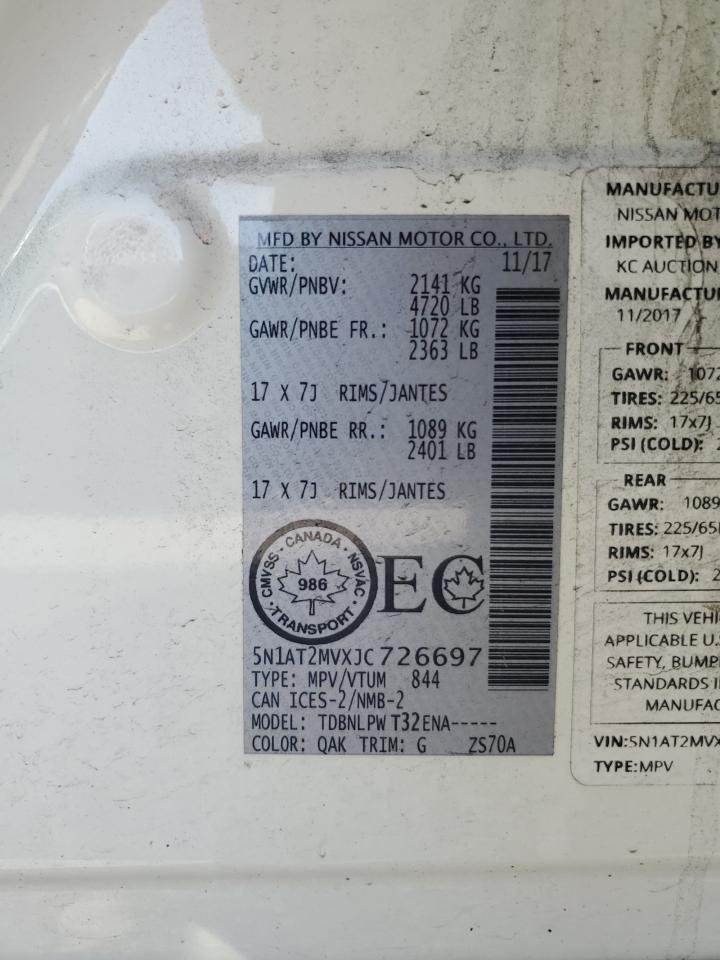 MFD BY NISSAN MOTOR CO., LTD.
DATE: 11/17
GVWR/PNBV: 2141 KG
4720 LB
GAWR/PNBE FR.: 1072 KG
2363 LB
17 X 7J RIMS/JANTES
GAWR/PNBE RR.: 1089 KG
2401 LB
17 X 7J RIMS/JANTES
CMVSS · CANADA · NSVAC
986
TRANSPORT
EC
5N1AT2MVXJC726697
TYPE: MPV/VTUM 844
CAN ICES-2/NMB-2
MODEL: TDBNLPW T32ENA-----
COLOR: QAK TRIM: G ZS70A
MANUFACTU
NISSAN MOT
IMPORTED BY
KC AUCTION
MANUFACTU
11/2017
FRONT
GAWR: 1072
TIRES: 225/65
RIMS: 17x7J
PSI (COLD):
REAR
GAWR: 1089
TIRES: 225/65
RIMS: 17x7J
PSI (COLD): 2
THIS VEHI
APPLICABLE U.S
SAFETY, BUMP
STANDARDS I
MANUFAC
VIN:5N1AT2MVX
TYPE:MPV